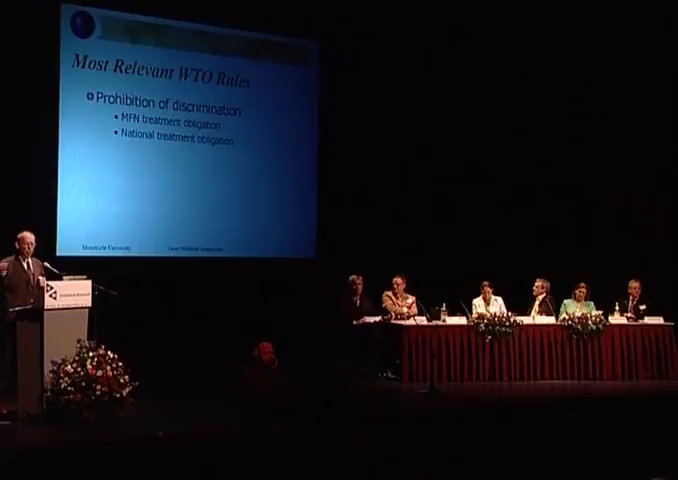 Most Relevant WTO Rules
Prohibition of discrimination
• MFN treatment obligation
• National treatment obligation
Maastricht University